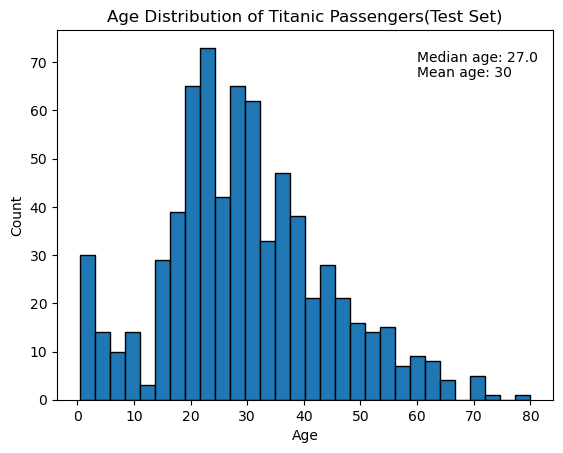 Age Distribution of Titanic Passengers(Test Set)
Median age: 27.0
Mean age: 30
Count
70
60
50
40
30
20
10
0
0 10 20 30 40 50 60 70 80
Age